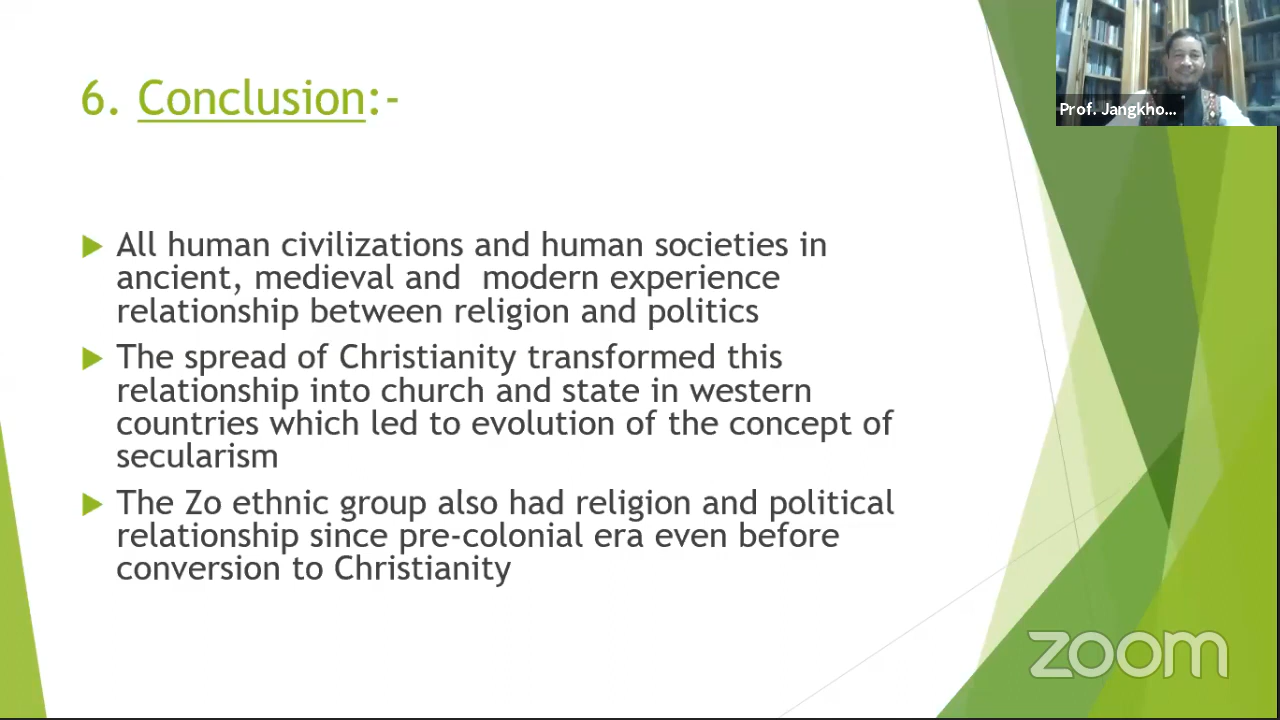 6. Conclusion:-
Prof. Jangkho...
▶ All human civilizations and human societies in
ancient, medieval and  modern experience
relationship between religion and politics
▶ The spread of Christianity transformed this
relationship into church and state in western
countries which led to evolution of the concept of
secularism
▶ The Zo ethnic group also had religion and political
relationship since pre-colonial era even before
conversion to Christianity
zoom